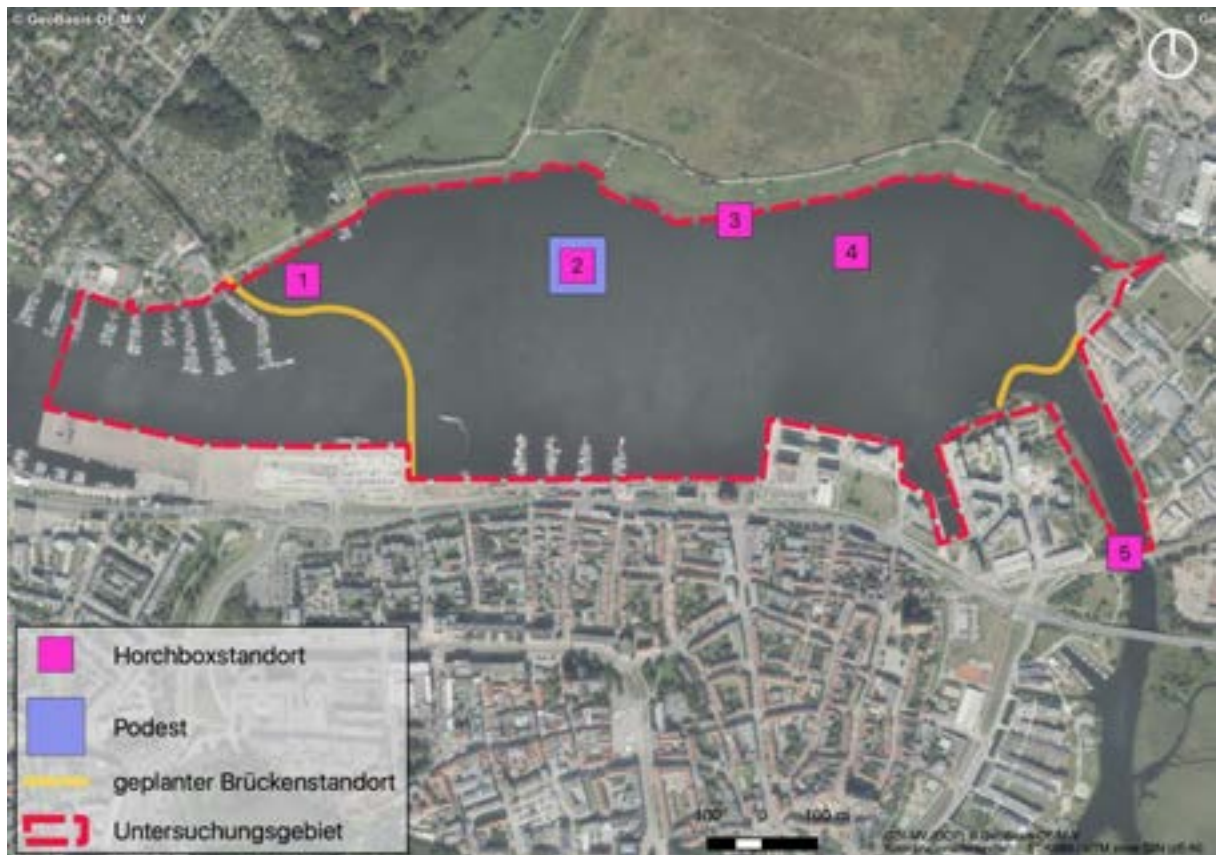 © GeoBasis-DE/M-V
1
2
3
4
5
Horchboxstandort
Podest
geplanter Brückenstandort
Untersuchungsgebiet
100 0 100 m